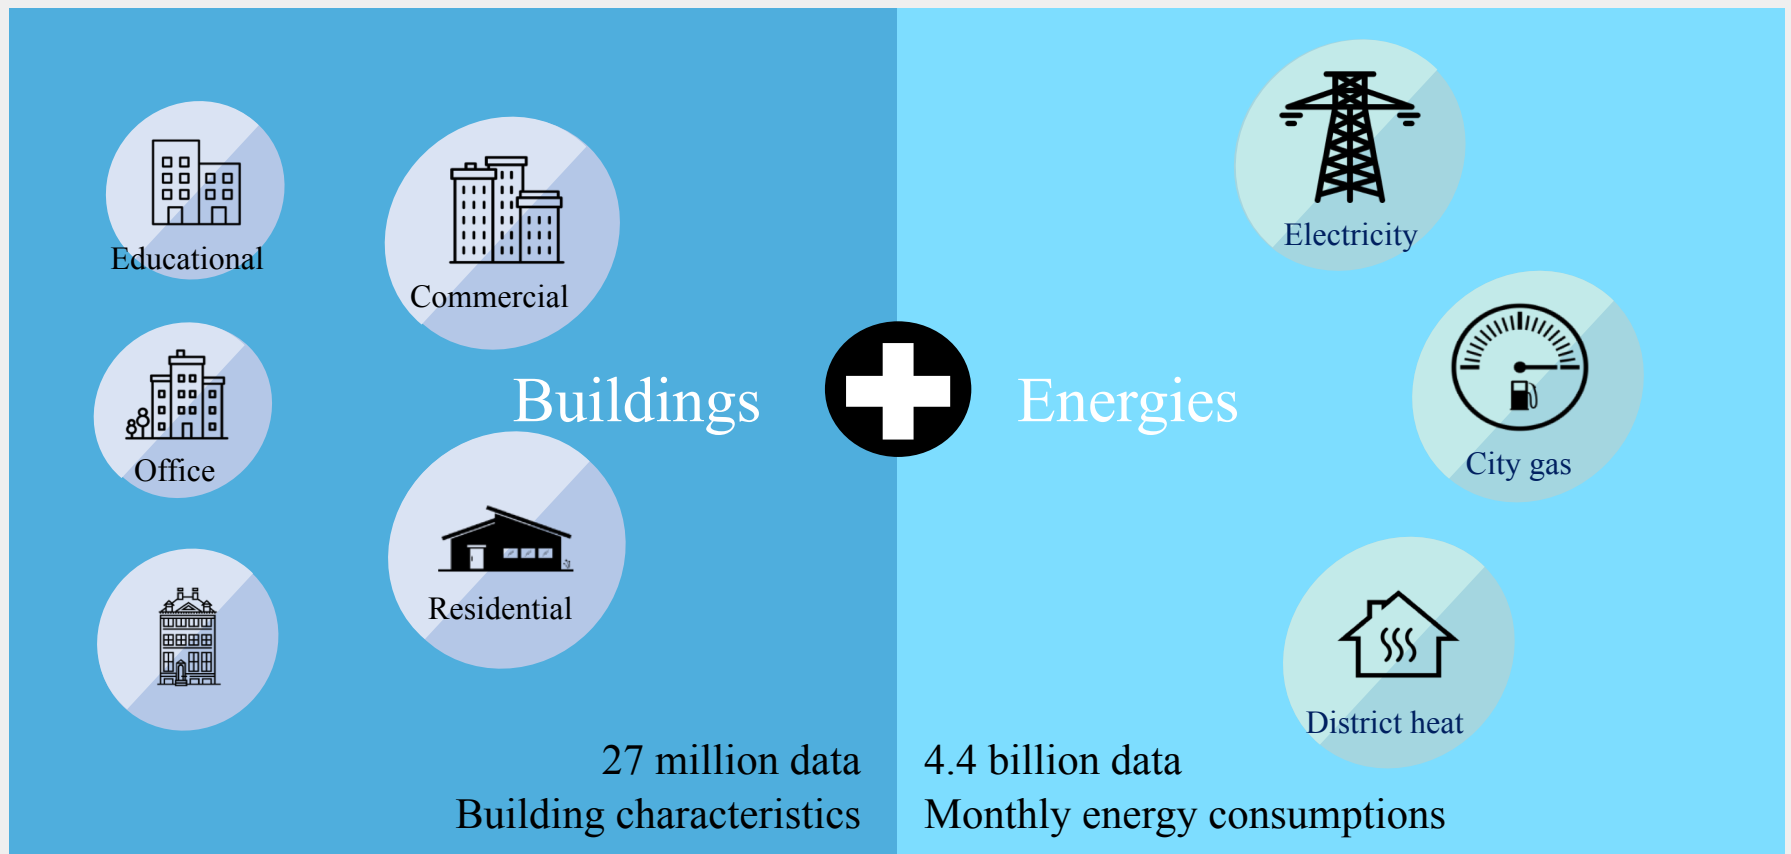 Educational
Commercial
Office
Residential
Buildings
27 million data
Building characteristics
Energies
Electricity
City gas
District heat
4.4 billion data
Monthly energy consumptions